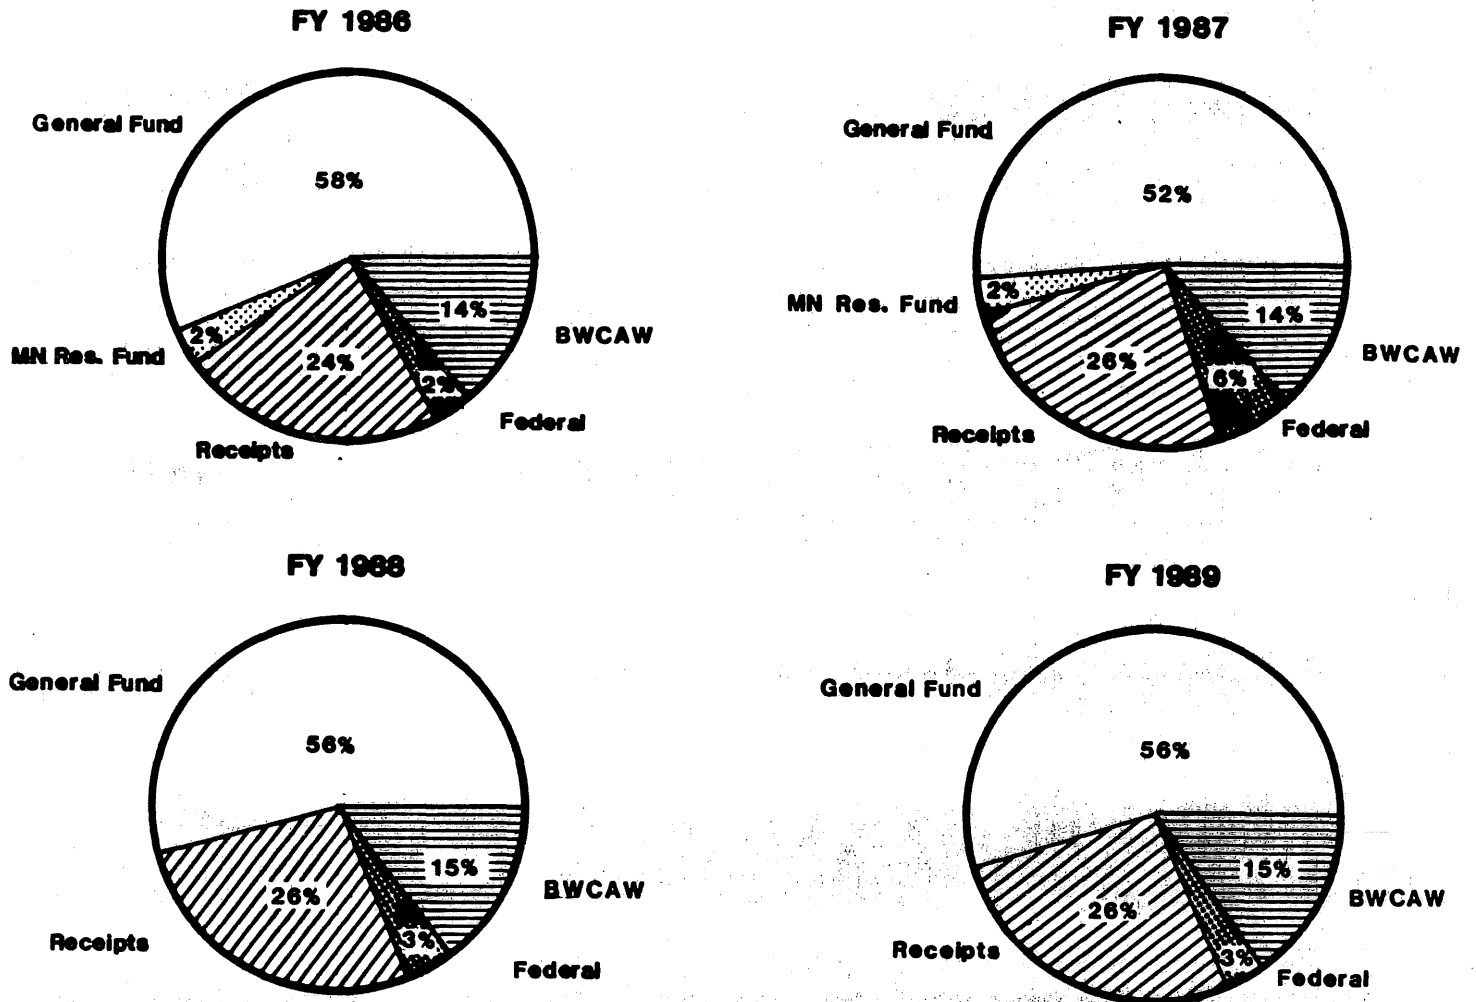 FY 1986
General Fund
58%
14%
BWCAW
2%
MN Res. Fund
24%
2%
Federal
Receipts
FY 1987
General Fund
52%
2%
MN Res. Fund
14%
BWCAW
26%
6%
Federal
Receipts
FY 1988
General Fund
56%
15%
BWCAW
26%
3%
Receipts
Federal
FY 1989
General Fund
56%
15%
BWCAW
26%
Receipts
3%
Federal